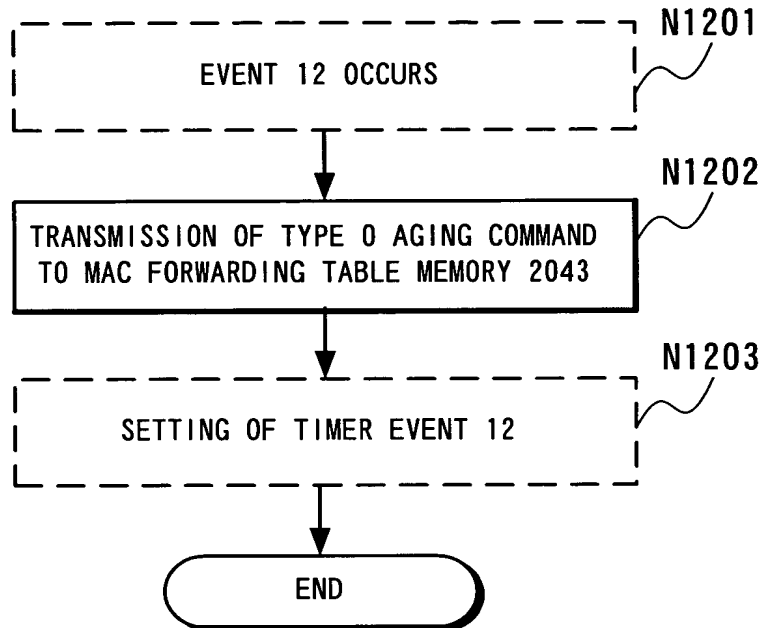 N1201
EVENT 12 OCCURS
N1202
TRANSMISSION OF TYPE 0 AGING COMMAND
TO MAC FORWARDING TABLE MEMORY 2043
N1203
SETTING OF TIMER EVENT 12
END